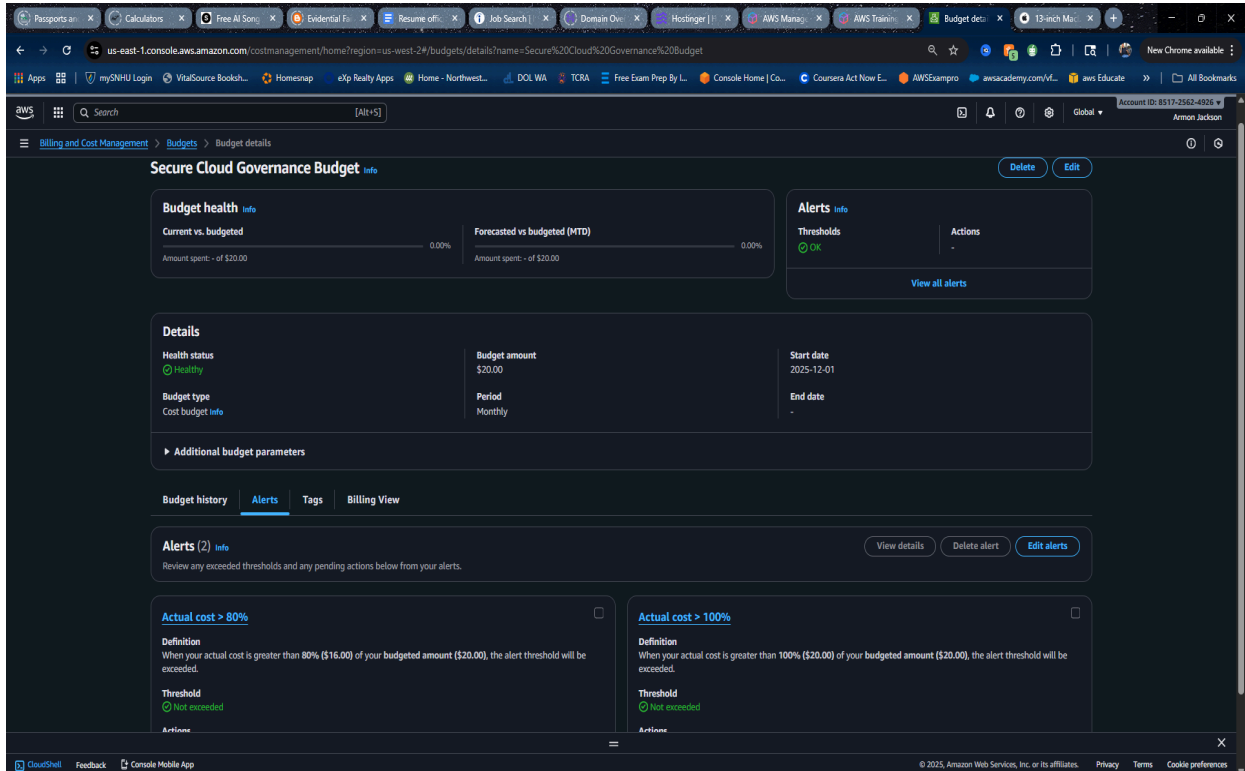 Passports an
Calculators
Free AI Song
Evidential Fa
Resume offic
Job Search |
Domain Ove
Hostinger | H
AWS Manag
AWS Training
Budget detai
13-inch Mac
us-east-1.console.aws.amazon.com/costmanagement/home?region=us-west-2#/budgets/details?name=Secure%20Cloud%20Governance%20Budget
New Chrome available
Apps
mySNHU Login
VitalSource Booksh...
Homesnap
eXp Realty Apps
Home - Northwest...
DOL WA
TCRA
Free Exam Prep By I...
Console Home | Co...
Coursera Act Now E...
AWSExampro
awsacademy.com/vf...
aws Educate
»
All Bookmarks
aws
Search
[Alt+S]
Global
Account ID: 8517-2562-4926
Armon Jackson
Billing and Cost Management > Budgets > Budget details
Secure Cloud Governance Budget Info
Delete
Edit
Budget health Info
Current vs. budgeted
0.00%
Amount spent: - of $20.00
Forecasted vs budgeted (MTD)
0.00%
Amount spent: - of $20.00
Alerts Info
Thresholds
OK
Actions
-
View all alerts
Details
Health status
Healthy
Budget amount
$20.00
Start date
2025-12-01
Budget type
Cost budget Info
Period
Monthly
End date
-
Additional budget parameters
Budget history
Alerts
Tags
Billing View
Alerts (2) Info
View details
Delete alert
Edit alerts
Review any exceeded thresholds and any pending actions below from your alerts.
Actual cost > 80%
Definition
When your actual cost is greater than 80% ($16.00) of your budgeted amount ($20.00), the alert threshold will be
exceeded.
Threshold
Not exceeded
Actions
Actual cost > 100%
Definition
When your actual cost is greater than 100% ($20.00) of your budgeted amount ($20.00), the alert threshold will be
exceeded.
Threshold
Not exceeded
Actions
CloudShell
Feedback
Console Mobile App
© 2025, Amazon Web Services, Inc. or its affiliates.
Privacy
Terms
Cookie preferences